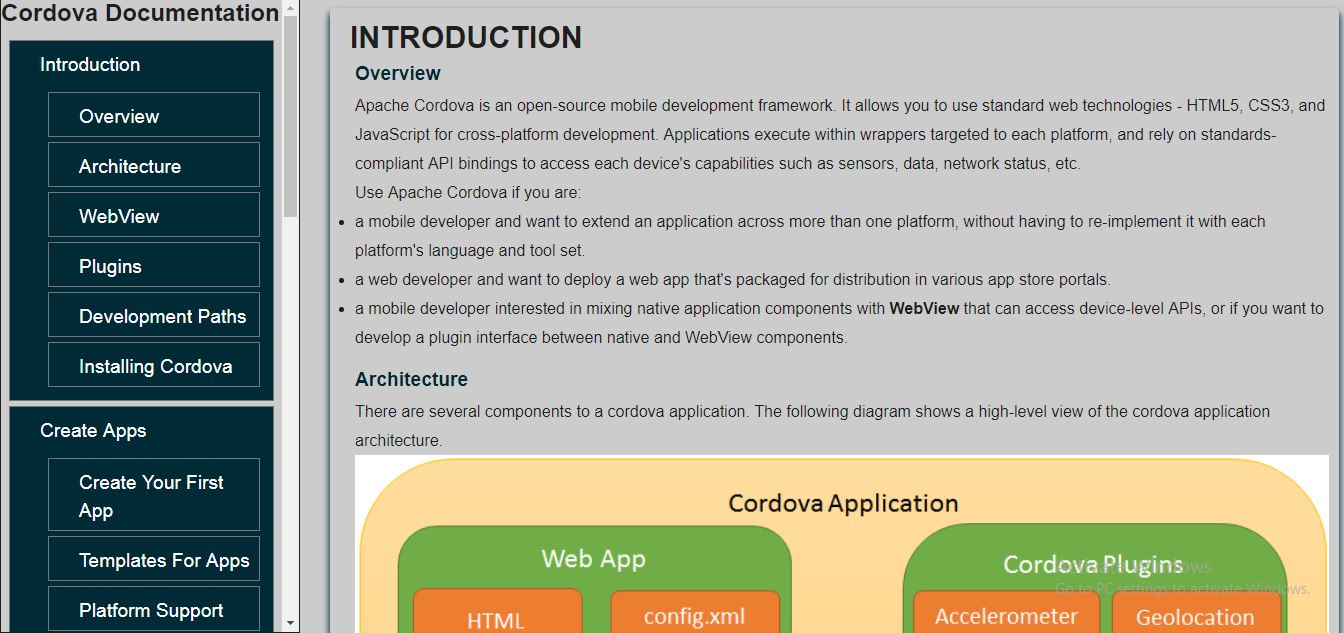 Cordova Documentation
Introduction
Overview
Architecture
WebView
Plugins
Development Paths
Installing Cordova
Create Apps
Create Your First
App
Templates For Apps
Platform Support
INTRODUCTION
Overview
Apache Cordova is an open-source mobile development framework. It allows you to use standard web technologies - HTML5, CSS3, and
JavaScript for cross-platform development. Applications execute within wrappers targeted to each platform, and rely on standards-
compliant API bindings to access each device's capabilities such as sensors, data, network status, etc.
Use Apache Cordova if you are:
• a mobile developer and want to extend an application across more than one platform, without having to re-implement it with each
platform's language and tool set.
• a web developer and want to deploy a web app that's packaged for distribution in various app store portals.
• a mobile developer interested in mixing native application components with WebView that can access device-level APIs, or if you want to
develop a plugin interface between native and WebView components.
Architecture
There are several components to a cordova application. The following diagram shows a high-level view of the cordova application
architecture.
Cordova Application
Web App
HTML
config.xml
Cordova Plugins
Accelerometer
Geolocation
Activate Windows
Go to PC settings to activate Windows.